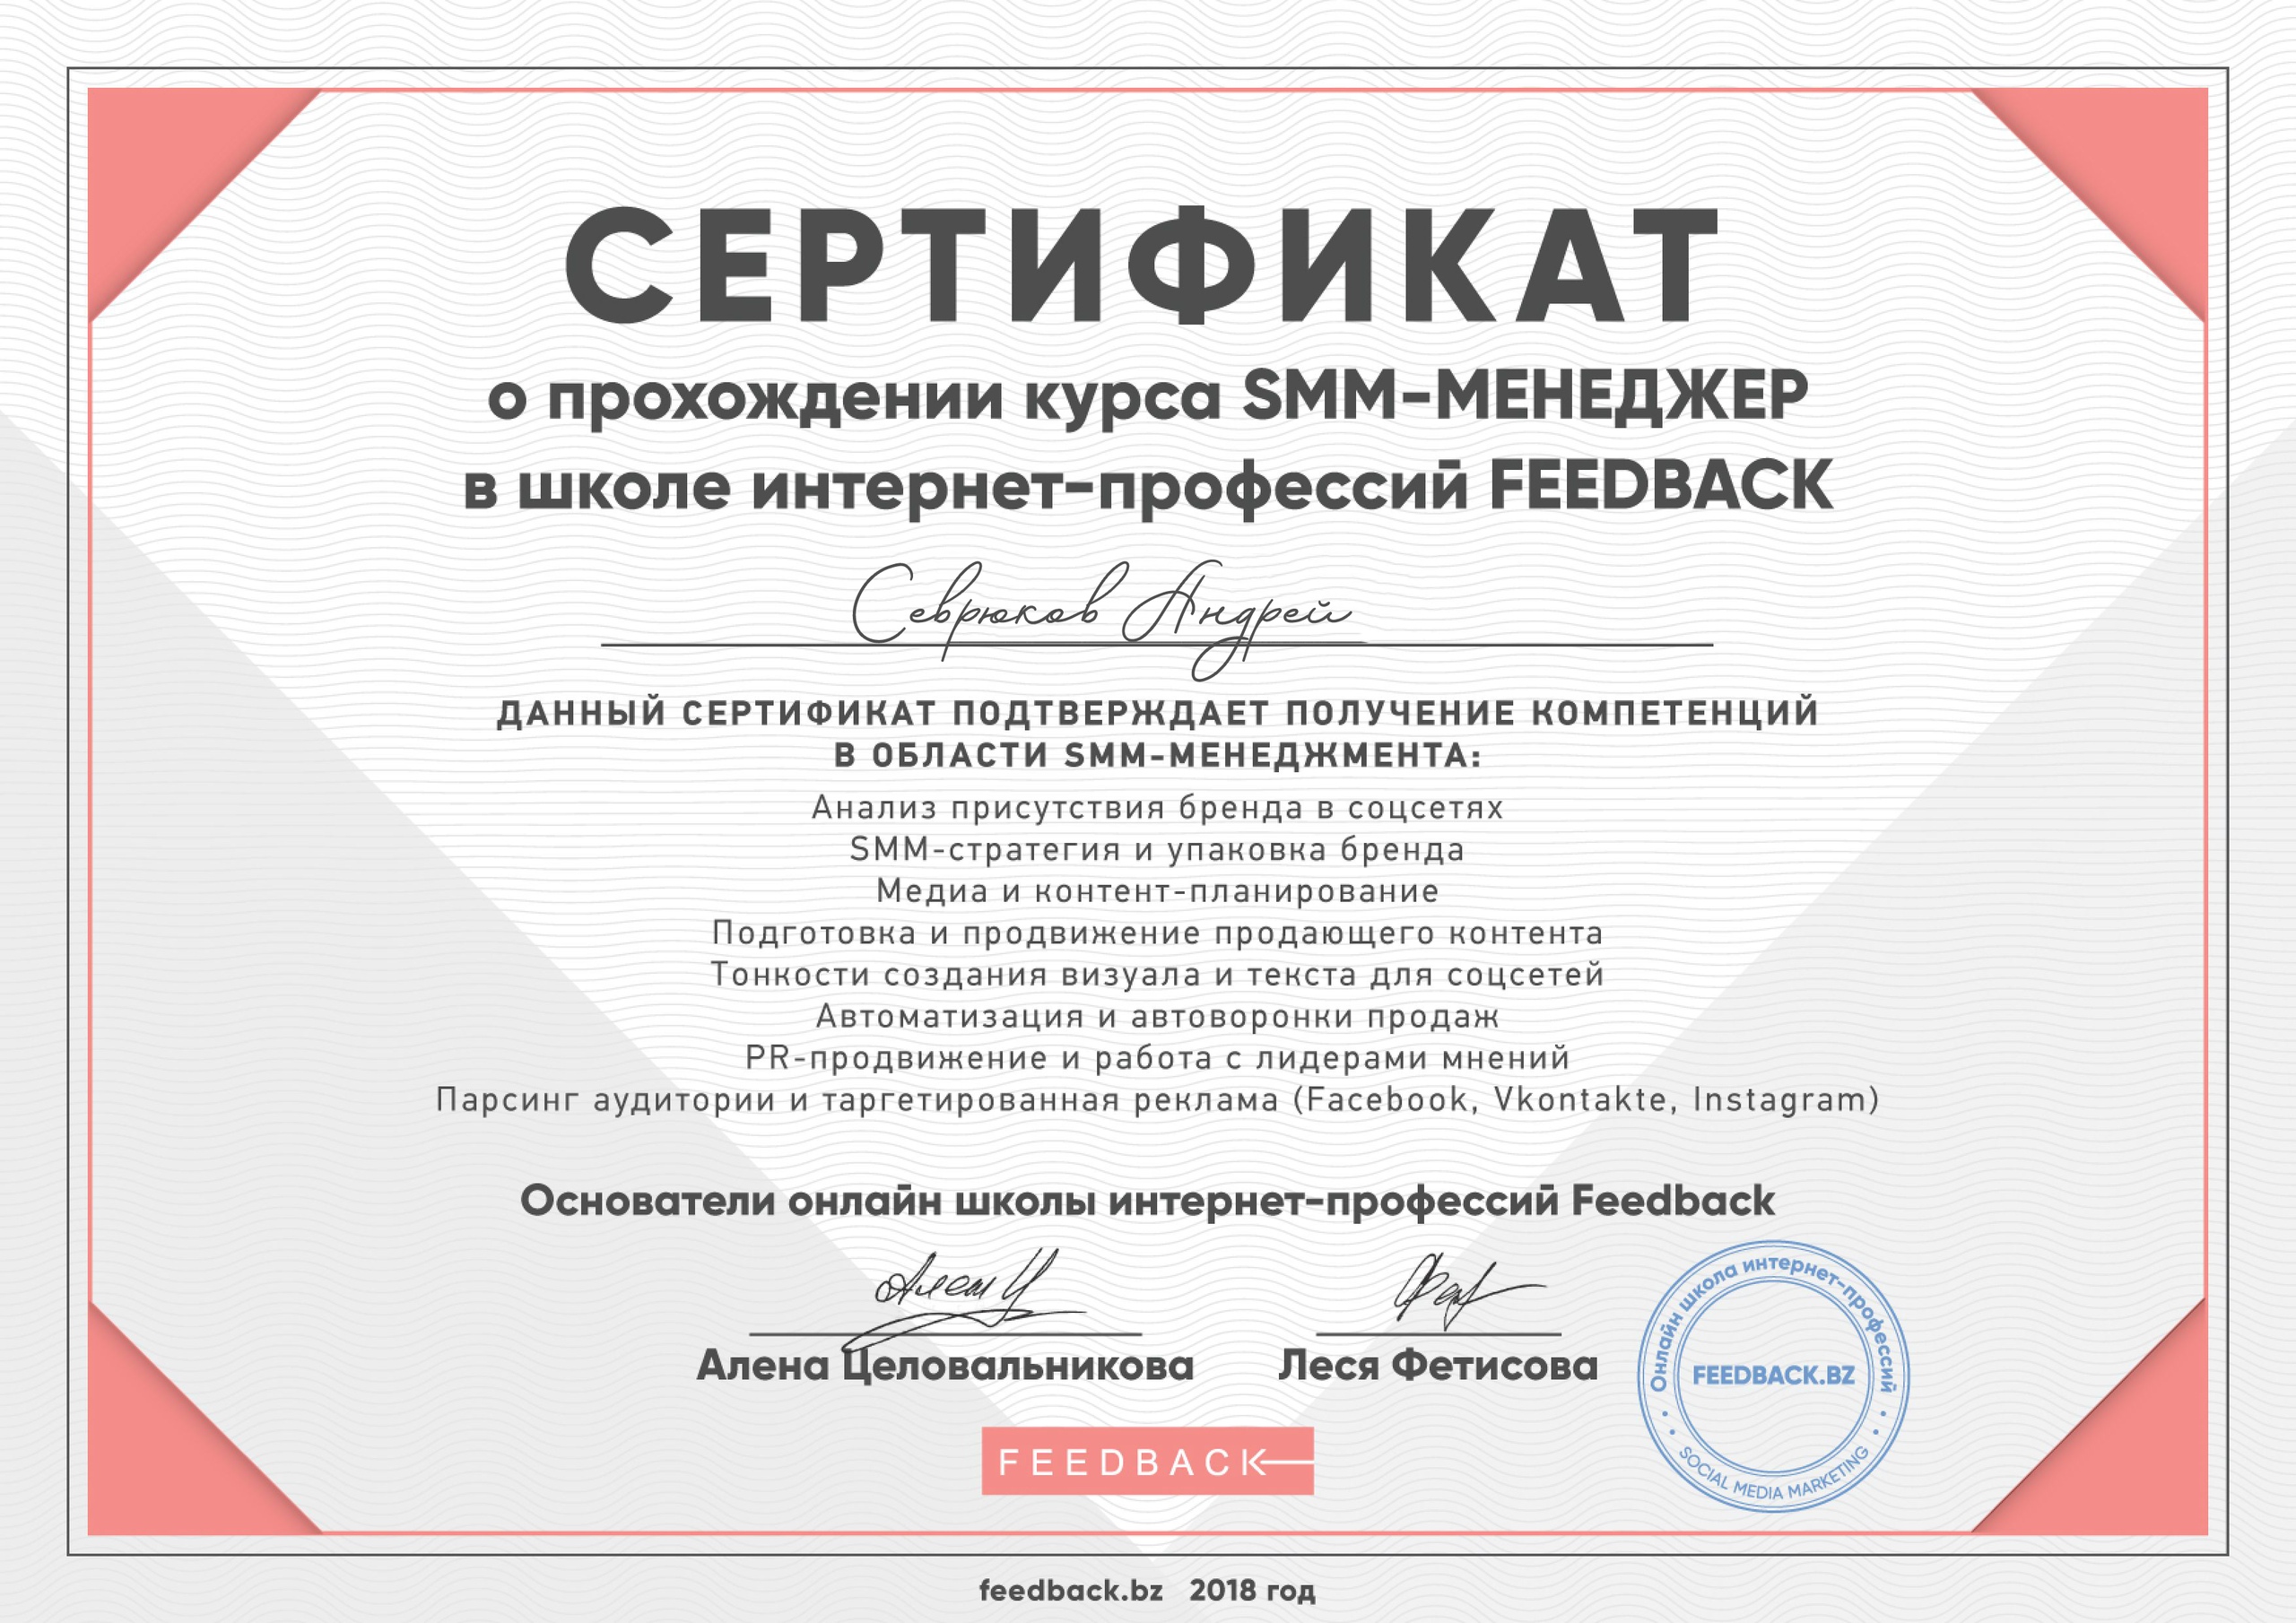 СЕРТИФИКАТ
о прохождении курса SMM-МЕНЕДЖЕР
в школе интернет-профессий FEEDBACK
Севрюков Андрей
ДАННЫЙ СЕРТИФИКАТ ПОДТВЕРЖДАЕТ ПОЛУЧЕНИЕ КОМПЕТЕНЦИЙ
В ОБЛАСТИ SMM-МЕНЕДЖМЕНТА:
Анализ присутствия бренда в соцсетях
SMM-стратегия и упаковка бренда
Медиа и контент-планирование
Подготовка и продвижение продающего контента
Тонкости создания визуала и текста для соцсетей
Автоматизация и автоворонки продаж
PR-продвижение и работа с лидерами мнений
Парсинг аудитории и таргетированная реклама (Facebook, Vkontakte, Instagram)
Основатели онлайн школы интернет-профессий Feedback
Алена Целовальникова
Леся Фетисова
Онлайн школа интернет-профессий
FEEDBACK.BZ
SOCIAL MEDIA MARKETING
FEEDBACK
feedback.bz 2018 год